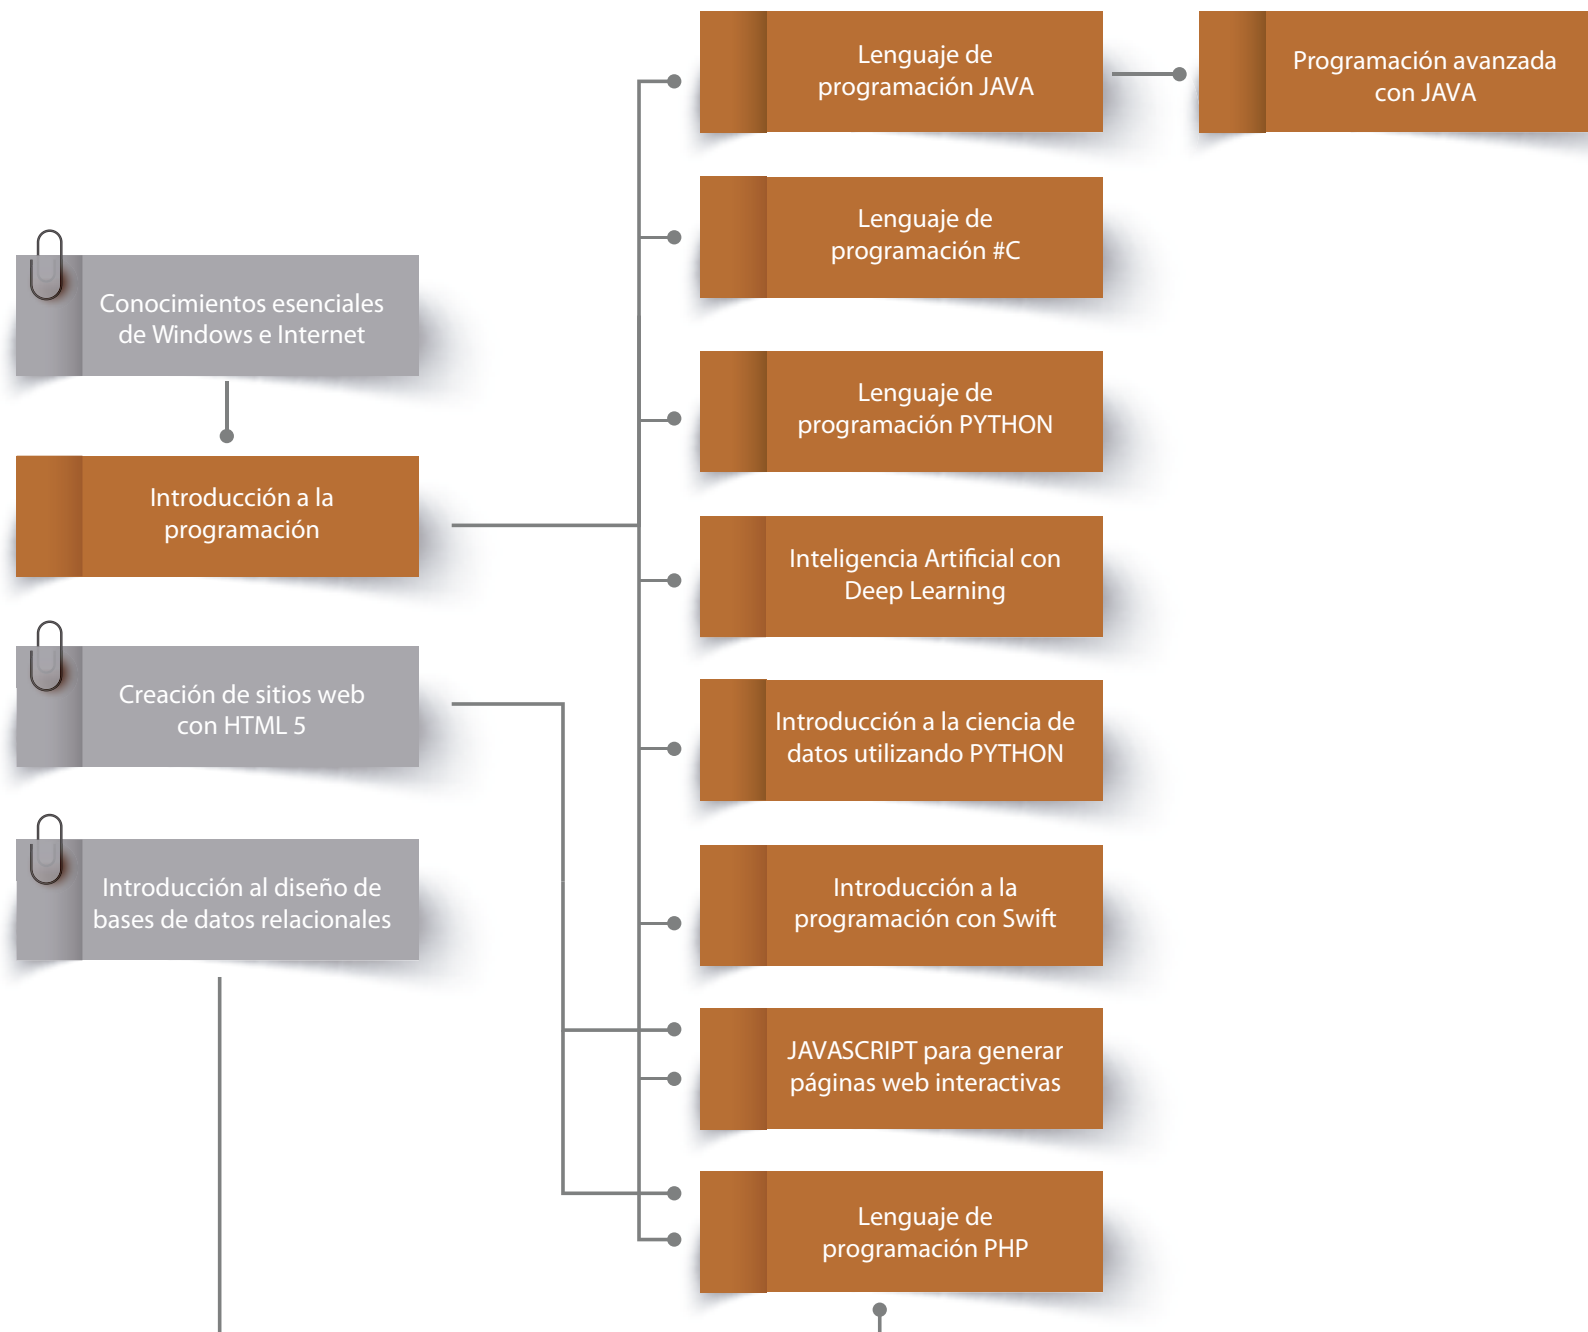 Lenguaje de
programación JAVA
Programación avanzada
con JAVA
Lenguaje de
programación #C
Conocimientos esenciales
de Windows e Internet
Lenguaje de
programación PYTHON
Introducción a la
programación
Inteligencia Artificial con
Deep Learning
Creación de sitios web
con HTML 5
Introducción a la ciencia de
datos utilizando PYTHON
Introducción al diseño de
bases de datos relacionales
Introducción a la
programación con Swift
JAVASCRIPT para generar
páginas web interactivas
Lenguaje de
programación PHP